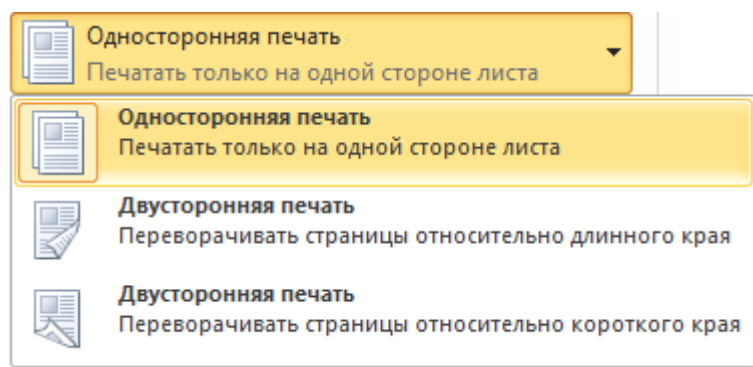 Односторонняя печать
Печатать только на одной стороне листа
Односторонняя печать
Печатать только на одной стороне листа
Двусторонняя печать
Переворачивать страницы относительно длинного края
Двусторонняя печать
Переворачивать страницы относительно короткого края